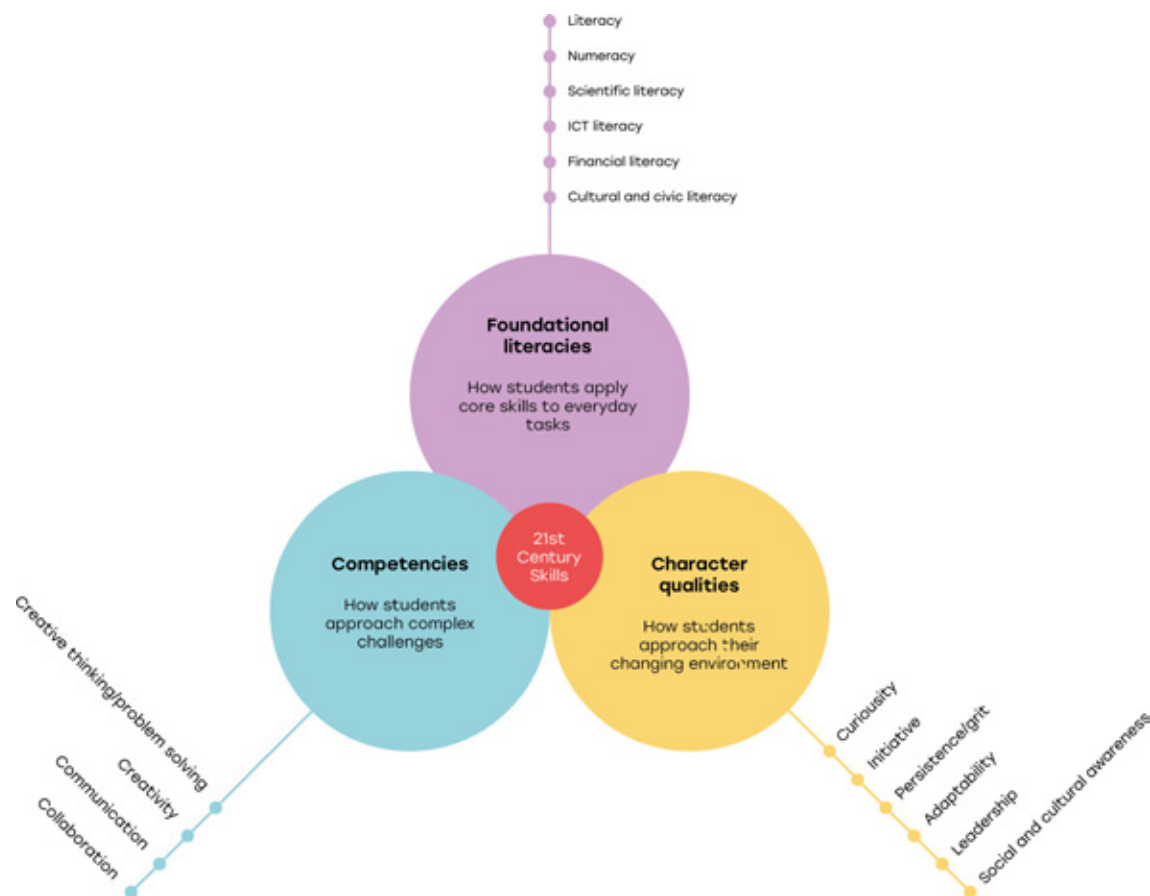 Literacy
Numeracy
Scientific literacy
ICT literacy
Financial literacy
Cultural and civic literacy
Foundational
literacies
How students apply
core skills to everyday
tasks
21st
Century
Skills
Competencies
How students
approach complex
challenges
Character
qualities
How students
approach their
changing environment
Creative thinking/problem solving
Creativity
Communication
Collaboration
Curiousity
Initiative
Persistence/grit
Adaptability
Leadership
Social and cultural awareness